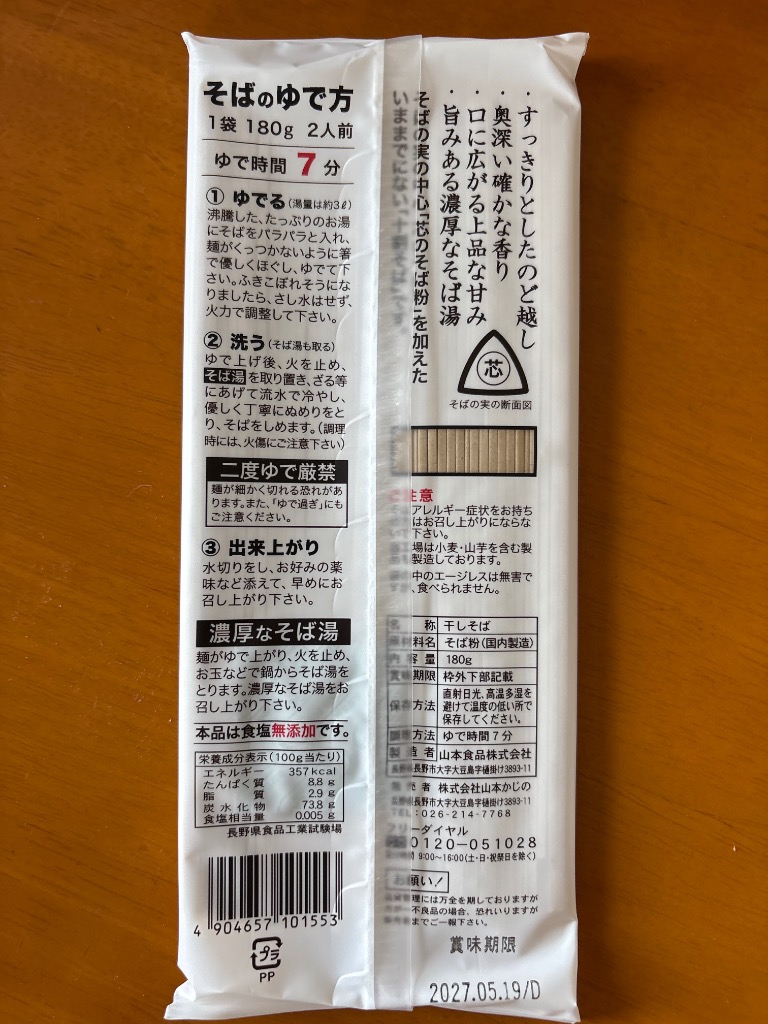 そばのゆで方
1袋 180g 2人前
ゆで時間 7 分
① ゆでる(湯量は約3ℓ)
沸騰した、たっぷりのお湯
にそばをパラパラと入れ、
麺がくっつかないように箸
で優しくほぐし、ゆでて下
さい。ふきこぼれそうにな
りましたら、さし水はせず、
火力で調整して下さい。
② 洗う(そば湯も取る)
ゆで上げ後、火を止め、
そば湯を取り置き、ざる等
にあげて流水で冷やし、
優しく丁寧にぬめりをと
り、そばをしめます。(調理
時には、火傷にご注意下さい)
二度ゆで厳禁
麺が細かく切れる恐れがあ
ります。また、「ゆで過ぎ」にも
ご注意ください。
③ 出来上がり
水切りをし、お好みの薬
味など添えて、早めにお
召し上がり下さい。
濃厚なそば湯
麺がゆで上がり、火を止め、
お玉などで鍋からそば湯を
とります。濃厚なそば湯をお
召し上がり下さい。
本品は食塩無添加です。
栄養成分表示(100g当たり)
エネルギー 357kcal
たんぱく質 8.8 g
脂質 2.9 g
炭水化物 73.8 g
食塩相当量 0.005 g
長野県食品工業試験場
4 904657 101553
プラ
PP
・すっきりとしたのど越し
・奥深い確かな香り
・口に広がる上品な甘み
・旨みある濃厚なそば湯
そばの実の中心「芯のそば粉」を加えた
いままでにない「十割そば」です。
芯
そばの実の断面図
ご注意
アレルギー症状をお持ち
はお召し上がりにならな
下さい。
工場は小麦・山芋を含む製
製造しております。
中のエージレスは無害で
、食べられません。
名称 干しそば
原材料名 そば粉(国内製造)
内容量 180g
賞味期限 枠外下部記載
保存方法 直射日光、高温多湿を
避けて温度の低い所で
保存してください。
調理方法 ゆで時間7分
製造者 山本食品株式会社
長野県長野市大字大豆島字樋掛け3893-11
販売者 株式会社山本かじの
長野県長野市大字大豆島字樋掛け3893-11
TEL:026-214-7768
フリーダイヤル
0120-051028
9:00〜16:00(土・日・祝祭日を除く)
お願い!
品質管理には万全を期しておりますが
不良品の場合、恐れいりますが
までご一報下さい。
賞味期限
2027.05.19/D